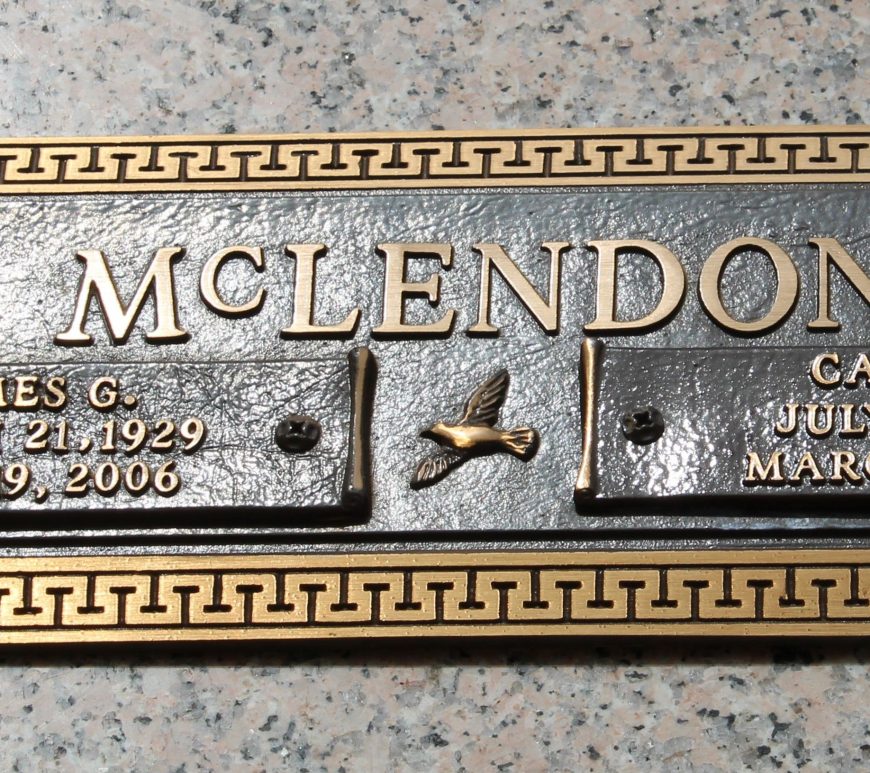 McLENDON
MES G.
21, 1929
9, 2006
CA
JULY
MARC